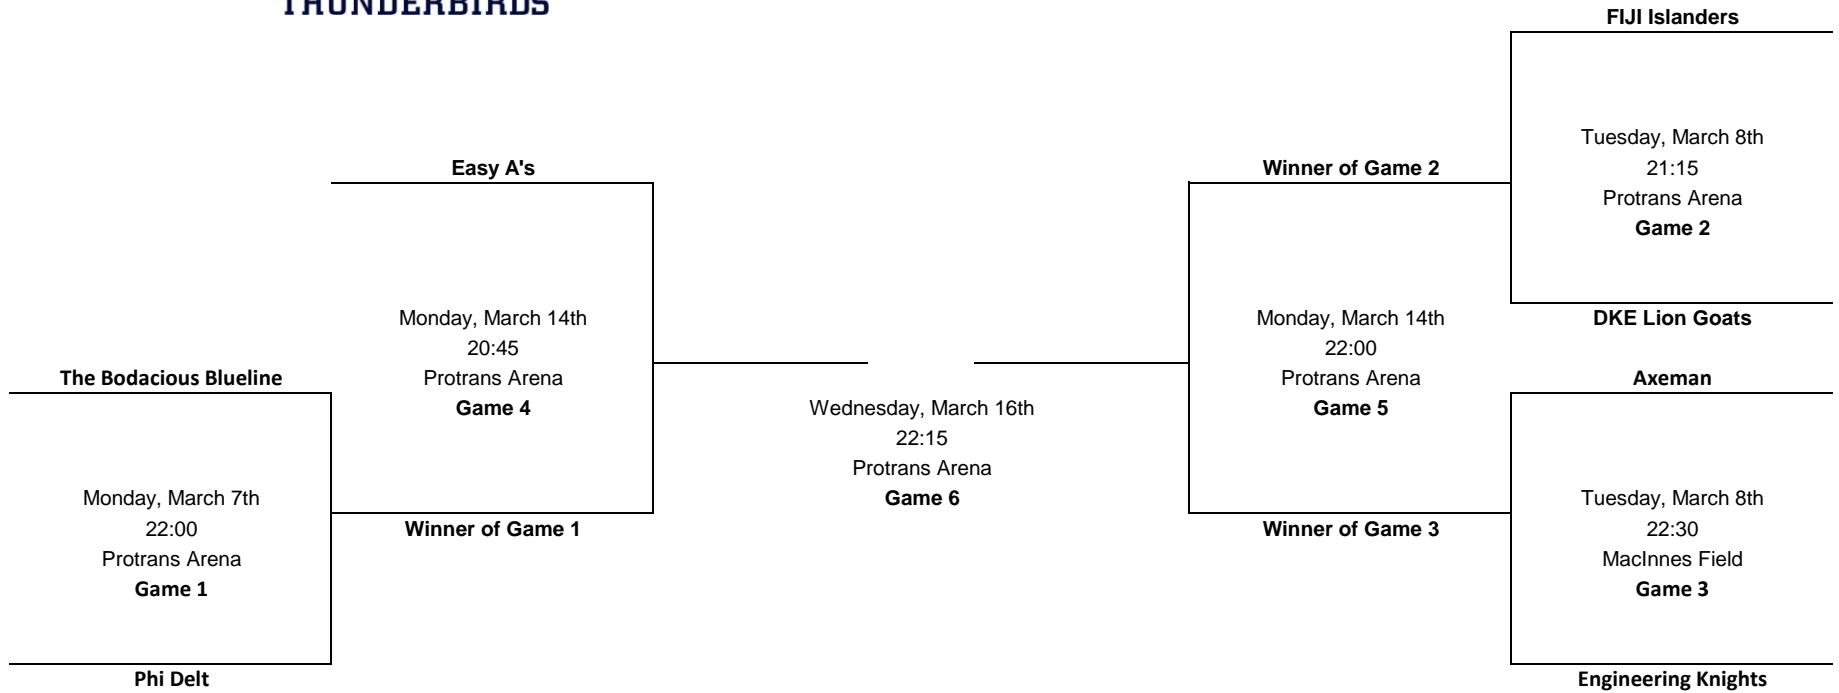 THUNDERBIRDS
FIJI Islanders
Tuesday, March 8th
21:15
Protrans Arena
Game 2
DKE Lion Goats
Easy A's
Monday, March 14th
20:45
Protrans Arena
Game 4
Winner of Game 1
The Bodacious Blueline
Monday, March 7th
22:00
Protrans Arena
Game 1
Phi Delt
Wednesday, March 16th
22:15
Protrans Arena
Game 6
Winner of Game 2
Monday, March 14th
22:00
Protrans Arena
Game 5
Winner of Game 3
Axeman
Tuesday, March 8th
22:30
MacInnes Field
Game 3
Engineering Knights